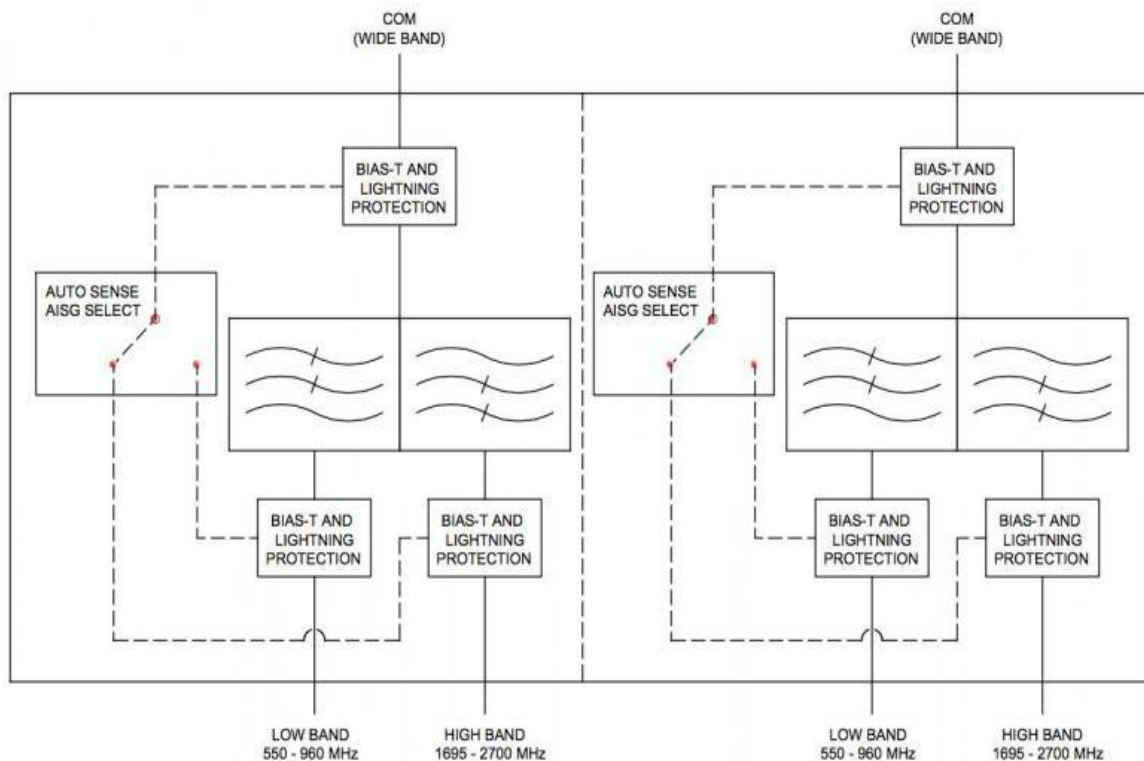 COM
(WIDE BAND)
COM
(WIDE BAND)
BIAS-T AND
LIGHTNING
PROTECTION
BIAS-T AND
LIGHTNING
PROTECTION
AUTO SENSE
AISG SELECT
AUTO SENSE
AISG SELECT
BIAS-T AND
LIGHTNING
PROTECTION
BIAS-T AND
LIGHTNING
PROTECTION
BIAS-T AND
LIGHTNING
PROTECTION
BIAS-T AND
LIGHTNING
PROTECTION
LOW BAND
550 - 960 MHz
HIGH BAND
1695 - 2700 MHz
LOW BAND
550 - 960 MHz
HIGH BAND
1695 - 2700 MHz